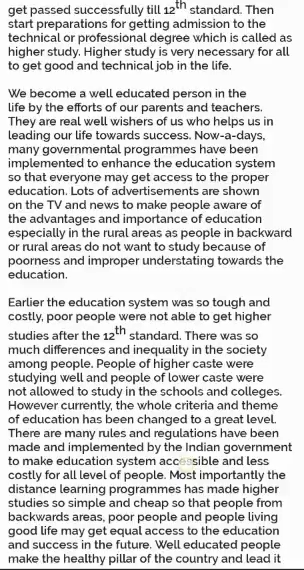 get passed successfully till 12th standard. Then
start preparations for getting admission to the
technical or professional degree which is called as
higher study. Higher study is very necessary for all
to get good and technical job in the life.
We become a well educated person in the
life by the efforts of our parents and teachers.
They are real well wishers of us who helps us in
leading our life towards success. Now-a-days,
many governmental programmes have been
implemented to enhance the education system
so that everyone may get access to the proper
education. Lots of advertisements are shown
on the TV and news to make people aware of
the advantages and importance of education
especially in the rural areas as people in backward
or rural areas do not want to study because of
poorness and improper understating towards the
education.
Earlier the education system was so tough and
costly, poor people were not able to get higher
studies after the 12th standard. There was so
much differences and inequality in the society
among people. People of higher caste were
studying well and people of lower caste were
not allowed to study in the schools and colleges.
However currently, the whole criteria and theme
of education has been changed to a great level.
There are many rules and regulations have been
made and implemented by the Indian government
to make education system accessible and less
costly for all level of people. Most importantly the
distance learning programmes has made higher
studies so simple and cheap so that people from
backwards areas, poor people and people living
good life may get equal access to the education
and success in the future. Well educated people
make the healthy pillar of the country and lead it